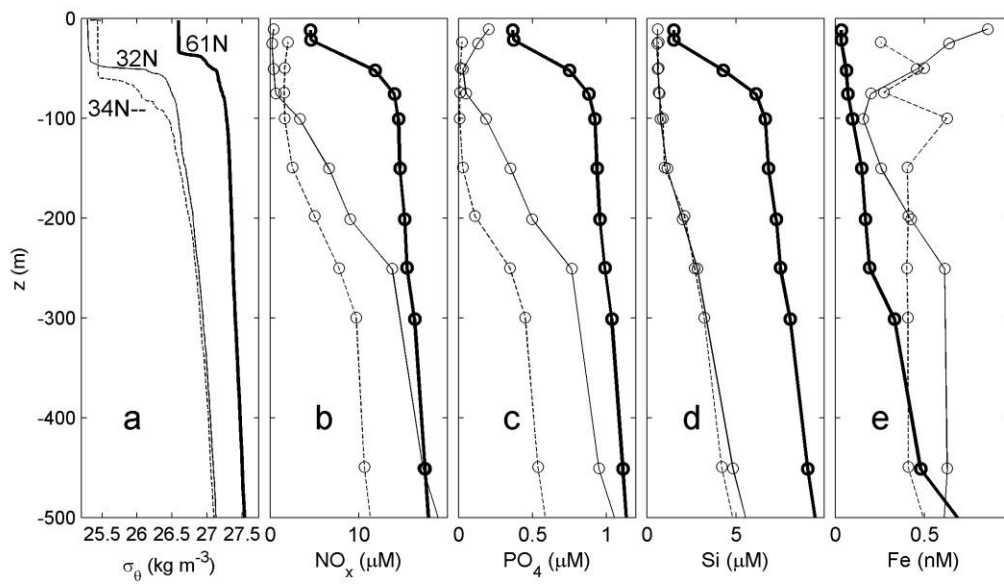 0
-100
-200
-300
-400
-500
z (m)
61N
32N
34N--
a
b
c
d
e
25.5 26 26.5 27 27.5
0 10
0 0.5 1
0 5
0 0.5
σθ (kg m-3)
NOx (μM)
PO4 (μM)
Si (μM)
Fe (nM)